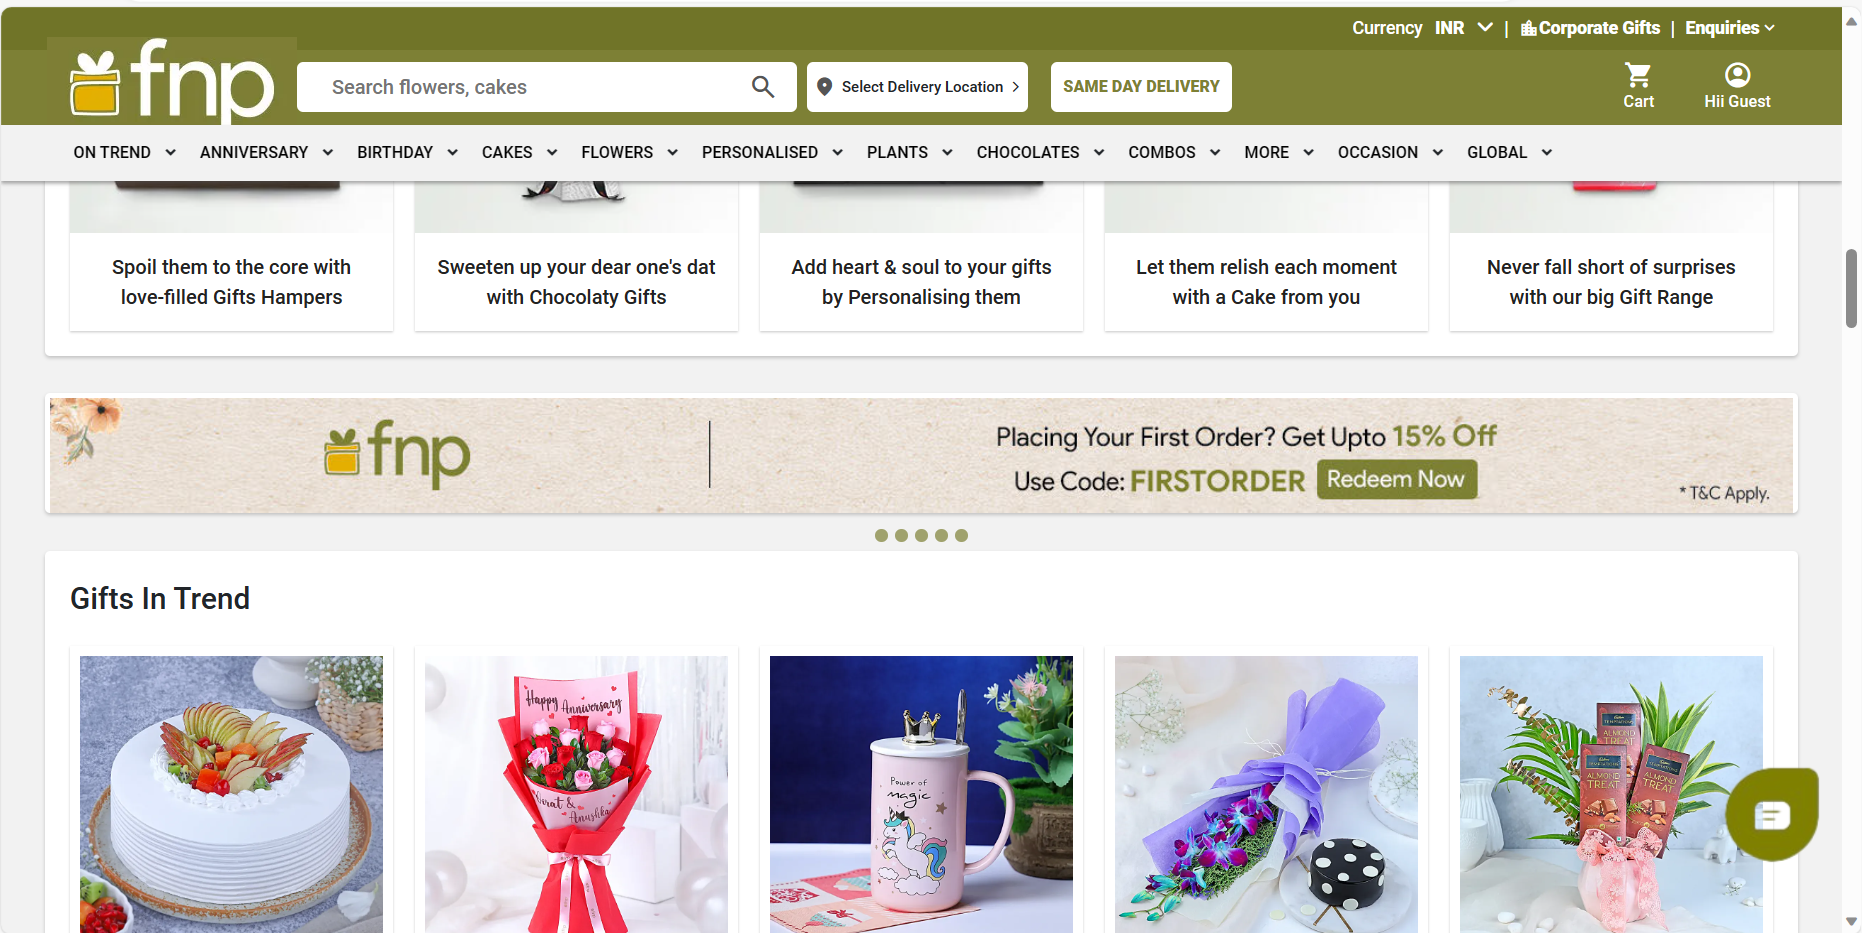 Currency INR | Corporate Gifts | Enquiries
fnp
Search flowers, cakes
Select Delivery Location
SAME DAY DELIVERY
Cart
Hii Guest
ON TREND ANNIVERSARY BIRTHDAY CAKES FLOWERS PERSONALISED PLANTS CHOCOLATES COMBOS MORE OCCASION GLOBAL
Spoil them to the core with
love-filled Gifts Hampers
Sweeten up your dear one's dat
with Chocolaty Gifts
Add heart & soul to your gifts
by Personalising them
Let them relish each moment
with a Cake from you
Never fall short of surprises
with our big Gift Range
fnp
Placing Your First Order? Get Upto 15% Off
Use Code: FIRSTORDER Redeem Now
* T&C Apply.
Gifts In Trend
Happy Anniversary
&
Anushka
Power of
magic
ALMOND
TREAT
ALMOND
TREAT
ALMOND
TREAT